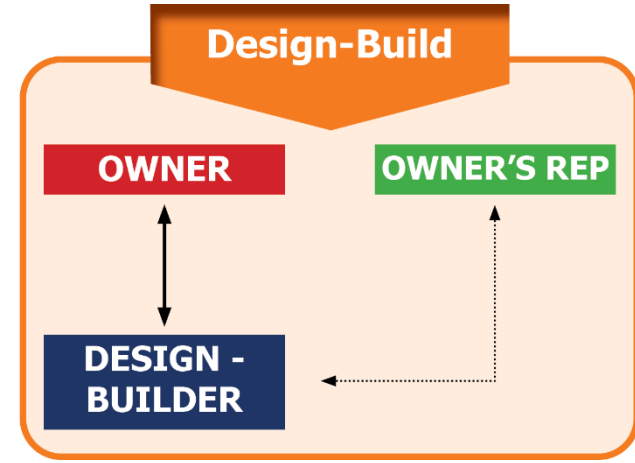 Design-Build
OWNER
OWNER'S REP
DESIGN -
BUILDER